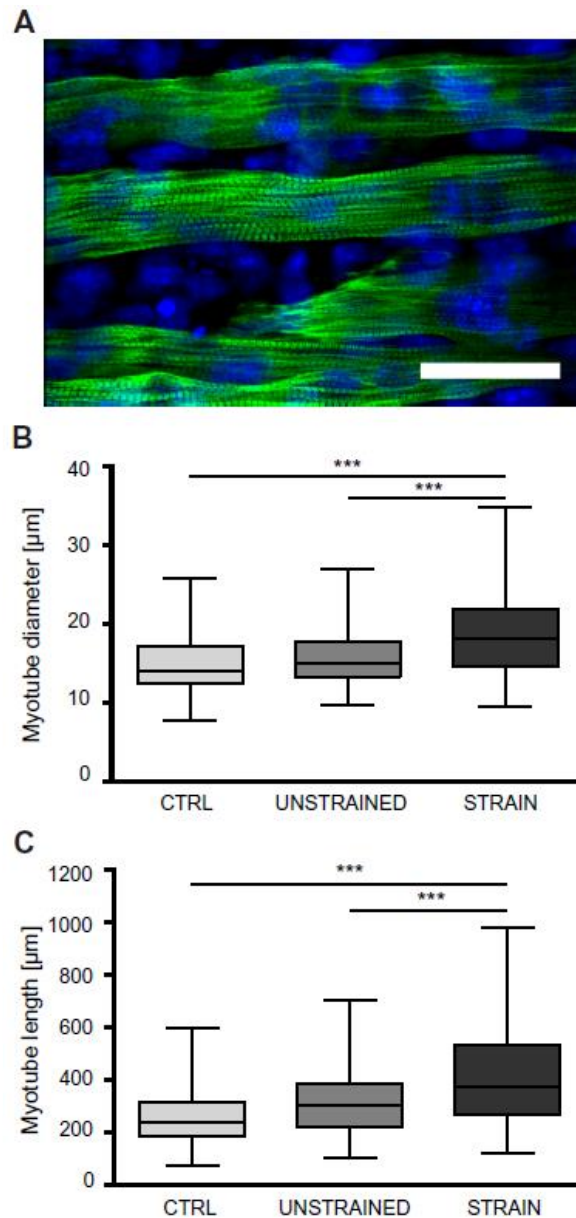 A
B
Myotube diameter [µm]
40
30
20
10
0
***
***
CTRL UNSTRAINED STRAIN
C
Myotube length [µm]
1200
1000
800
600
400
200
0
***
***
CTRL UNSTRAINED STRAIN